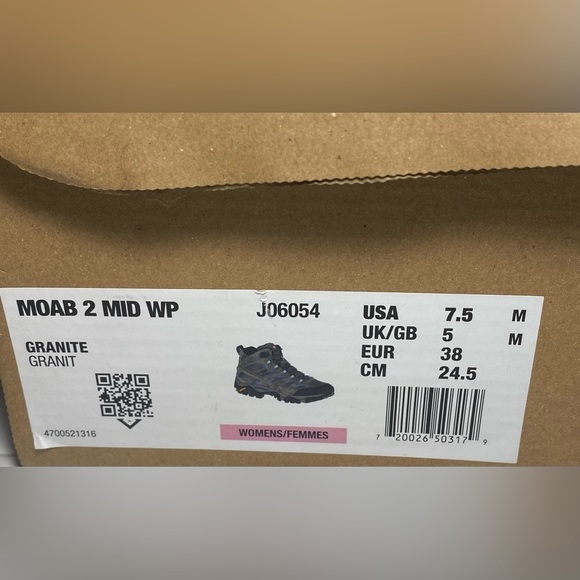 MOAB 2 MID WP J06054
GRANITE
GRANIT
4700521316
WOMENS/FEMMES
USA 7.5 M
UK/GB 5 M
EUR 38
CM 24.5
7 20026 50317 9